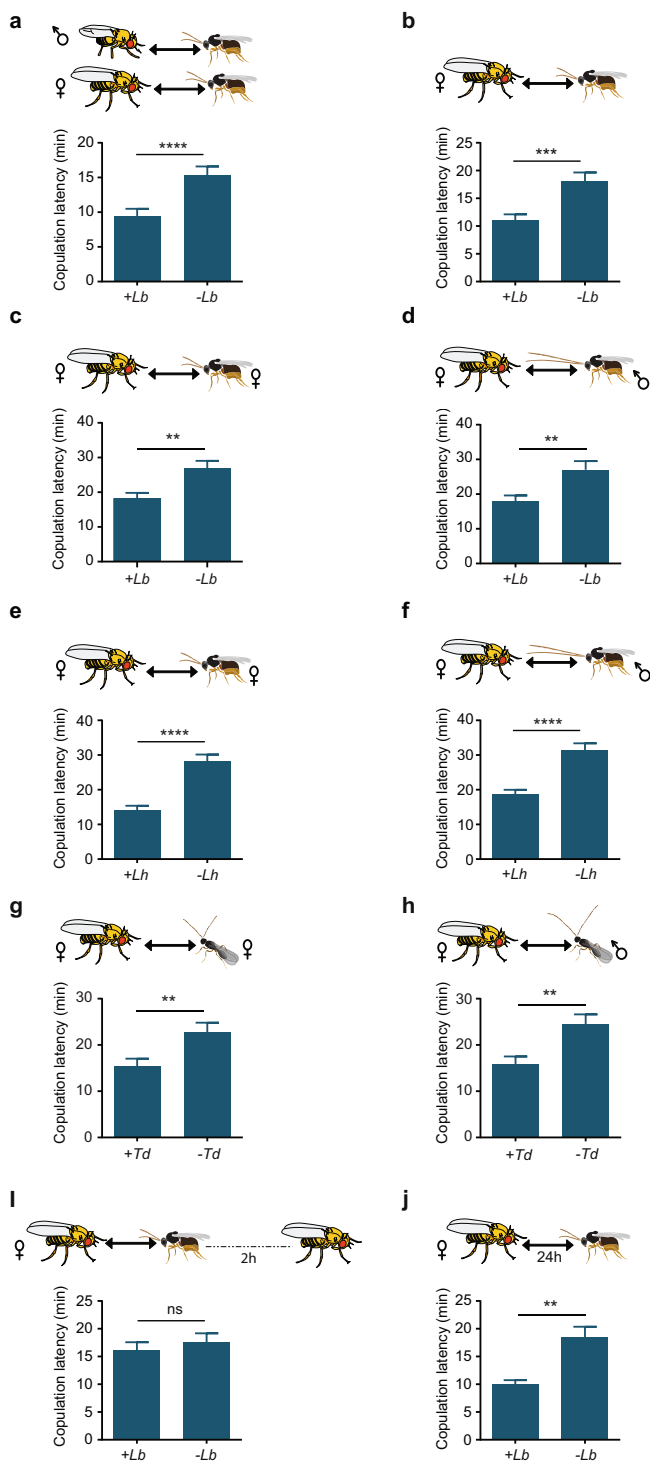 a
♂
♀
Copulation latency (min)
20
15
10
5
0
****
+Lb
-Lb
b
♀
Copulation latency (min)
25
20
15
10
5
0
***
+Lb
-Lb
c
♀
♀
Copulation latency (min)
40
30
20
10
0
**
+Lb
-Lb
d
♀
♂
Copulation latency (min)
40
30
20
10
0
**
+Lb
-Lb
e
♀
♀
Copulation latency (min)
40
30
20
10
0
****
+Lh
-Lh
f
♀
♂
Copulation latency (min)
40
30
20
10
0
****
+Lh
-Lh
g
♀
♀
Copulation latency (min)
30
20
10
0
**
+Td
-Td
h
♀
♂
Copulation latency (min)
30
20
10
0
**
+Td
-Td
I
♀
2h
Copulation latency (min)
25
20
15
10
5
0
ns
+Lb
-Lb
j
♀
24h
Copulation latency (min)
25
20
15
10
5
0
**
+Lb
-Lb